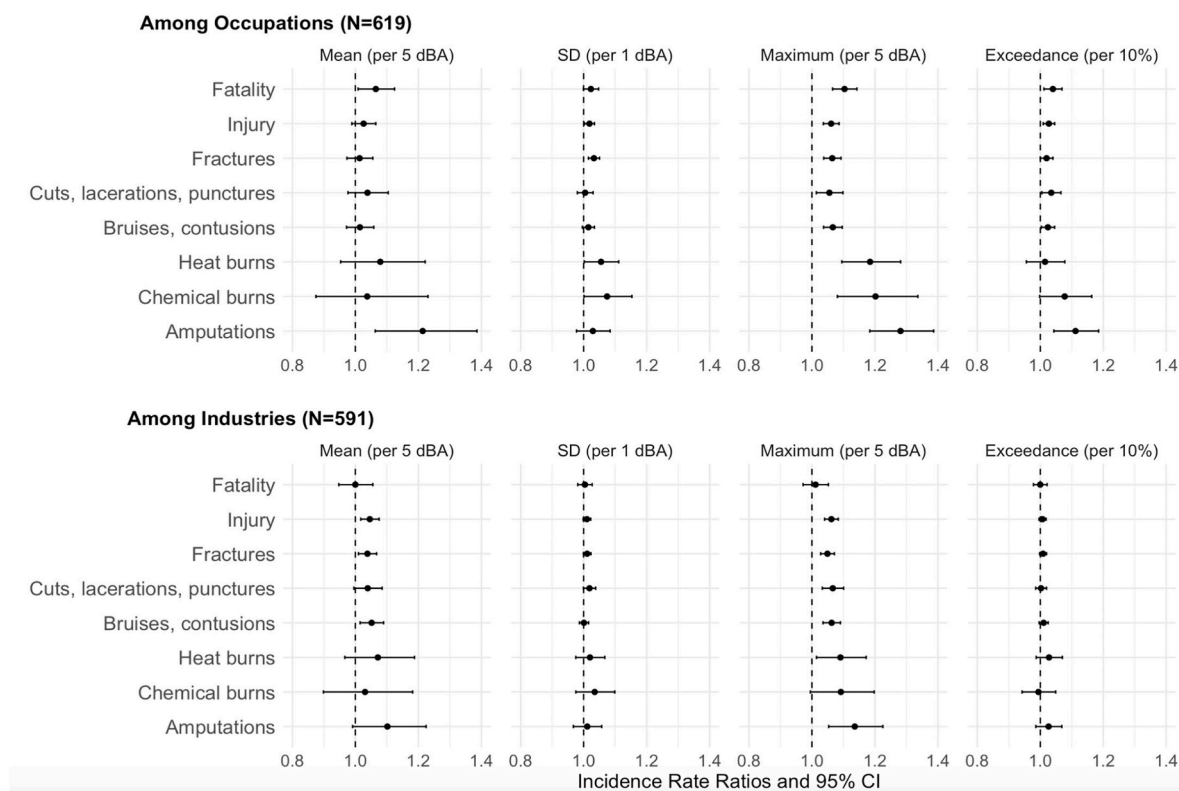 Among Occupations (N=619)
Mean (per 5 dBA) SD (per 1 dBA) Maximum (per 5 dBA) Exceedance (per 10%)
Fatality
Injury
Fractures
Cuts, lacerations, punctures
Bruises, contusions
Heat burns
Chemical burns
Amputations
0.8 1.0 1.2 1.4 0.8 1.0 1.2 1.4 0.8 1.0 1.2 1.4 0.8 1.0 1.2 1.4
Among Industries (N=591)
Mean (per 5 dBA) SD (per 1 dBA) Maximum (per 5 dBA) Exceedance (per 10%)
Fatality
Injury
Fractures
Cuts, lacerations, punctures
Bruises, contusions
Heat burns
Chemical burns
Amputations
0.8 1.0 1.2 1.4 0.8 1.0 1.2 1.4 0.8 1.0 1.2 1.4 0.8 1.0 1.2 1.4
Incidence Rate Ratios and 95% CI